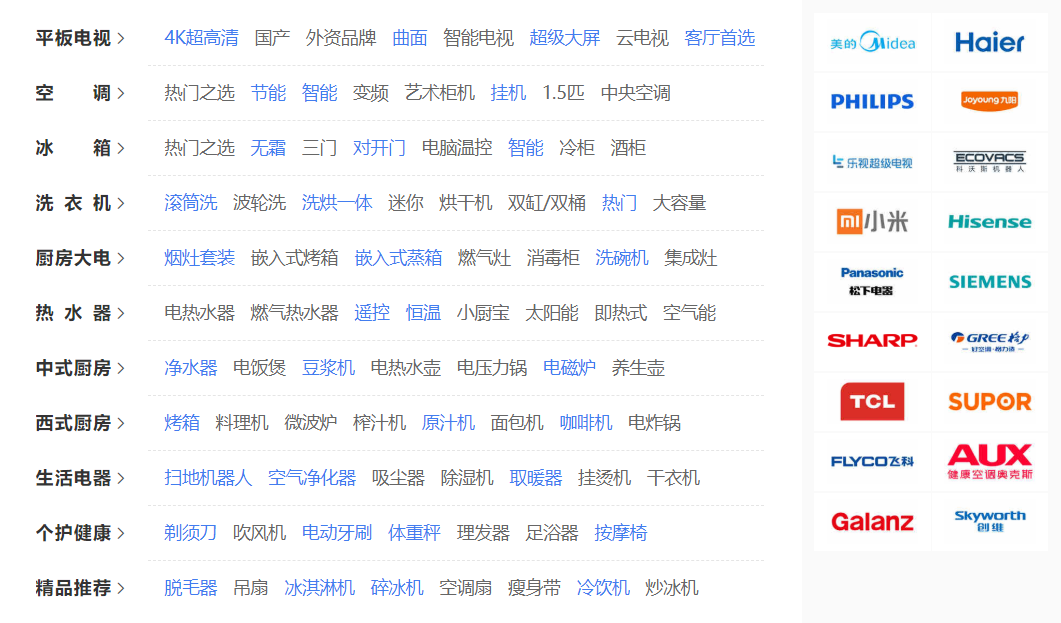 平板电视 > 4K超高清 国产 外资品牌 曲面 智能电视 超级大屏 云电视 客厅首选
空 调 > 热门之选 节能 智能 变频 艺术柜机 挂机 1.5匹 中央空调
冰 箱 > 热门之选 无霜 三门 对开门 电脑温控 智能 冷柜 酒柜
洗 衣 机 > 滚筒洗 波轮洗 洗烘一体 迷你 烘干机 双缸/双桶 热门 大容量
厨房大电 > 烟灶套装 嵌入式烤箱 嵌入式蒸箱 燃气灶 消毒柜 洗碗机 集成灶
热 水 器 > 电热水器 燃气热水器 遥控 恒温 小厨宝 太阳能 即热式 空气能
中式厨房 > 净水器 电饭煲 豆浆机 电热水壶 电压力锅 电磁炉 养生壶
西式厨房 > 烤箱 料理机 微波炉 榨汁机 原汁机 面包机 咖啡机 电炸锅
生活电器 > 扫地机器人 空气净化器 吸尘器 除湿机 取暖器 挂烫机 干衣机
个护健康 > 剃须刀 吹风机 电动牙刷 体重秤 理发器 足浴器 按摩椅
精品推荐 > 脱毛器 吊扇 冰淇淋机 碎冰机 空调扇 瘦身带 冷饮机 炒冰机
美的 Midea Haier
PHILIPS Joyoung 九阳
乐视超级电视 ECOVACS
科沃斯机器人
小米 Hisense
Panasonic
松下电器 SIEMENS
SHARP GREE 格力
好空调·格力造
TCL SUPOR
FLYCO飞科 AUX
健康空调奥克斯
Galanz Skyworth
创维